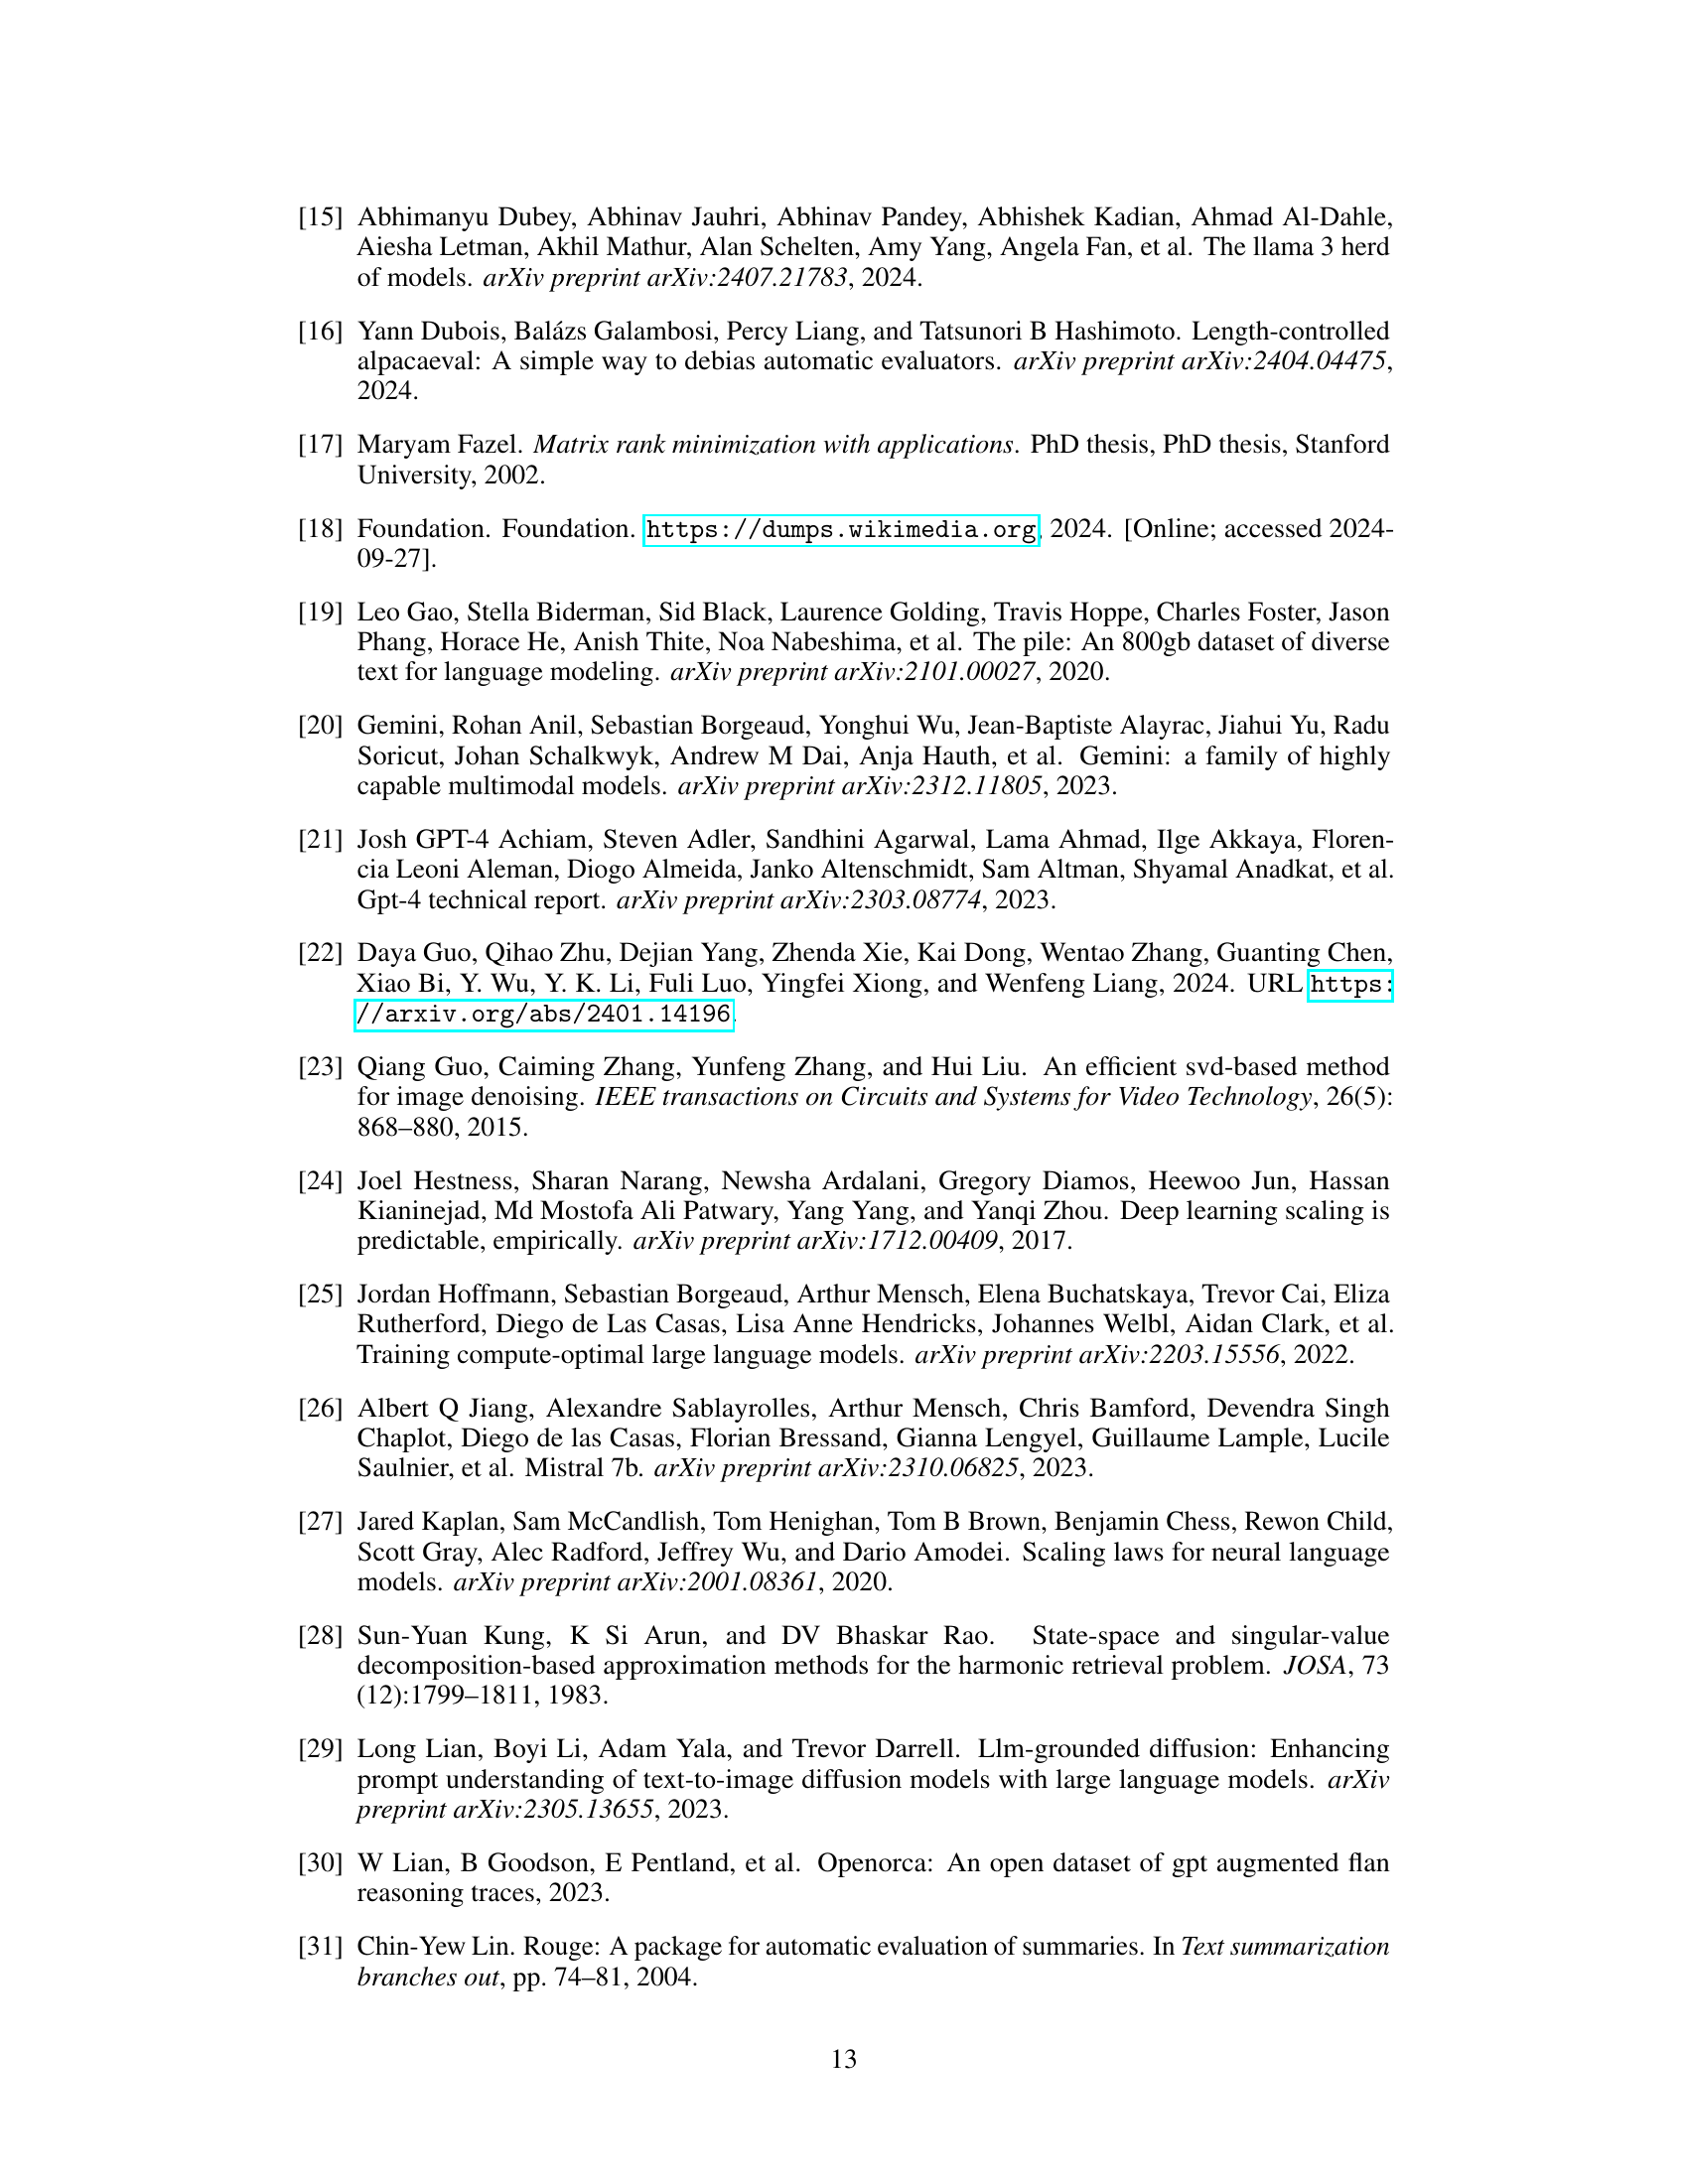 [15] Abhimanyu Dubey, Abhinav Jauhri, Abhinav Pandey, Abhishek Kadian, Ahmad Al-Dahle,
Aiesha Letman, Akhil Mathur, Alan Schelten, Amy Yang, Angela Fan, et al. The llama 3 herd
of models. arXiv preprint arXiv:2407.21783, 2024.
[16] Yann Dubois, Balázs Galambosi, Percy Liang, and Tatsunori B Hashimoto. Length-controlled
alpacaeval: A simple way to debias automatic evaluators. arXiv preprint arXiv:2404.04475,
2024.
[17] Maryam Fazel. Matrix rank minimization with applications. PhD thesis, PhD thesis, Stanford
University, 2002.
[18] Foundation. Foundation. https://dumps.wikimedia.org, 2024. [Online; accessed 2024-
09-27].
[19] Leo Gao, Stella Biderman, Sid Black, Laurence Golding, Travis Hoppe, Charles Foster, Jason
Phang, Horace He, Anish Thite, Noa Nabeshima, et al. The pile: An 800gb dataset of diverse
text for language modeling. arXiv preprint arXiv:2101.00027, 2020.
[20] Gemini, Rohan Anil, Sebastian Borgeaud, Yonghui Wu, Jean-Baptiste Alayrac, Jiahui Yu, Radu
Soricut, Johan Schalkwyk, Andrew M Dai, Anja Hauth, et al. Gemini: a family of highly
capable multimodal models. arXiv preprint arXiv:2312.11805, 2023.
[21] Josh GPT-4 Achiam, Steven Adler, Sandhini Agarwal, Lama Ahmad, Ilge Akkaya, Floren-
cia Leoni Aleman, Diogo Almeida, Janko Altenschmidt, Sam Altman, Shyamal Anadkat, et al.
Gpt-4 technical report. arXiv preprint arXiv:2303.08774, 2023.
[22] Daya Guo, Qihao Zhu, Dejian Yang, Zhenda Xie, Kai Dong, Wentao Zhang, Guanting Chen,
Xiao Bi, Y. Wu, Y. K. Li, Fuli Luo, Yingfei Xiong, and Wenfeng Liang, 2024. URL https:
//arxiv.org/abs/2401.14196.
[23] Qiang Guo, Caiming Zhang, Yunfeng Zhang, and Hui Liu. An efficient svd-based method
for image denoising. IEEE transactions on Circuits and Systems for Video Technology, 26(5):
868–880, 2015.
[24] Joel Hestness, Sharan Narang, Newsha Ardalani, Gregory Diamos, Heewoo Jun, Hassan
Kianinejad, Md Mostofa Ali Patwary, Yang Yang, and Yanqi Zhou. Deep learning scaling is
predictable, empirically. arXiv preprint arXiv:1712.00409, 2017.
[25] Jordan Hoffmann, Sebastian Borgeaud, Arthur Mensch, Elena Buchatskaya, Trevor Cai, Eliza
Rutherford, Diego de Las Casas, Lisa Anne Hendricks, Johannes Welbl, Aidan Clark, et al.
Training compute-optimal large language models. arXiv preprint arXiv:2203.15556, 2022.
[26] Albert Q Jiang, Alexandre Sablayrolles, Arthur Mensch, Chris Bamford, Devendra Singh
Chaplot, Diego de las Casas, Florian Bressand, Gianna Lengyel, Guillaume Lample, Lucile
Saulnier, et al. Mistral 7b. arXiv preprint arXiv:2310.06825, 2023.
[27] Jared Kaplan, Sam McCandlish, Tom Henighan, Tom B Brown, Benjamin Chess, Rewon Child,
Scott Gray, Alec Radford, Jeffrey Wu, and Dario Amodei. Scaling laws for neural language
models. arXiv preprint arXiv:2001.08361, 2020.
[28] Sun-Yuan Kung, K Si Arun, and DV Bhaskar Rao. State-space and singular-value
decomposition-based approximation methods for the harmonic retrieval problem. JOSA, 73
(12):1799–1811, 1983.
[29] Long Lian, Boyi Li, Adam Yala, and Trevor Darrell. Llm-grounded diffusion: Enhancing
prompt understanding of text-to-image diffusion models with large language models. arXiv
preprint arXiv:2305.13655, 2023.
[30] W Lian, B Goodson, E Pentland, et al. Openorca: An open dataset of gpt augmented flan
reasoning traces, 2023.
[31] Chin-Yew Lin. Rouge: A package for automatic evaluation of summaries. In Text summarization
branches out, pp. 74–81, 2004.
13